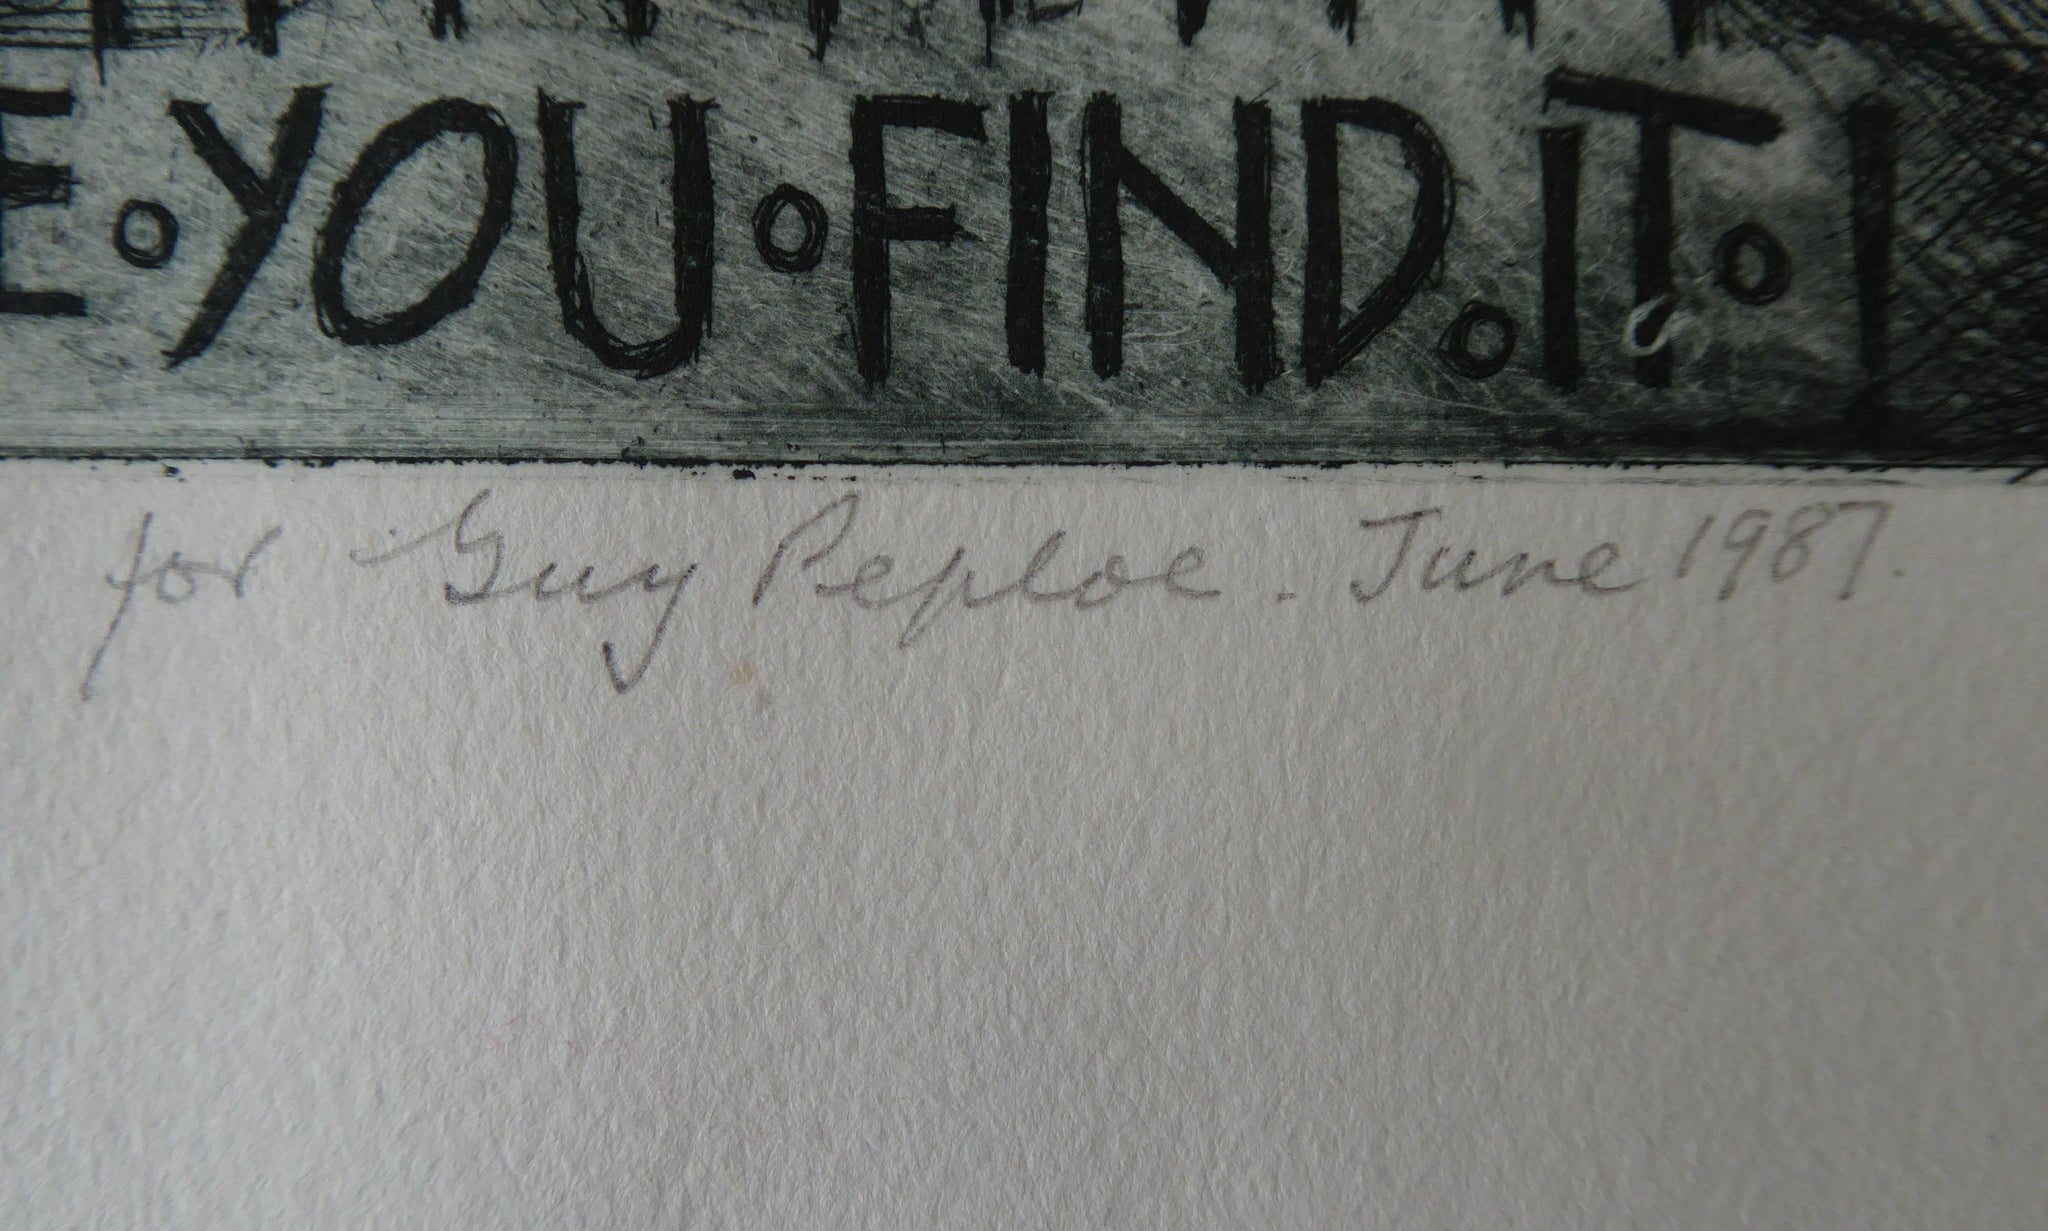 E·YOU·FIND·IT·
for Guy Peploe. June 1987.